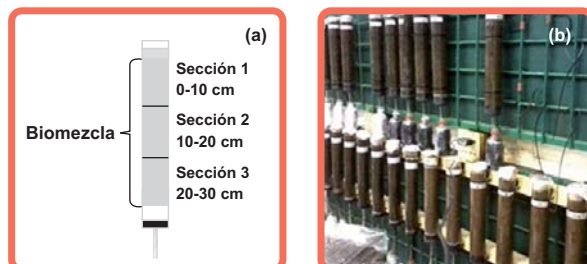 (a)
Sección 1
0-10 cm
Biomezcla
Sección 2
10-20 cm
Sección 3
20-30 cm
(b)